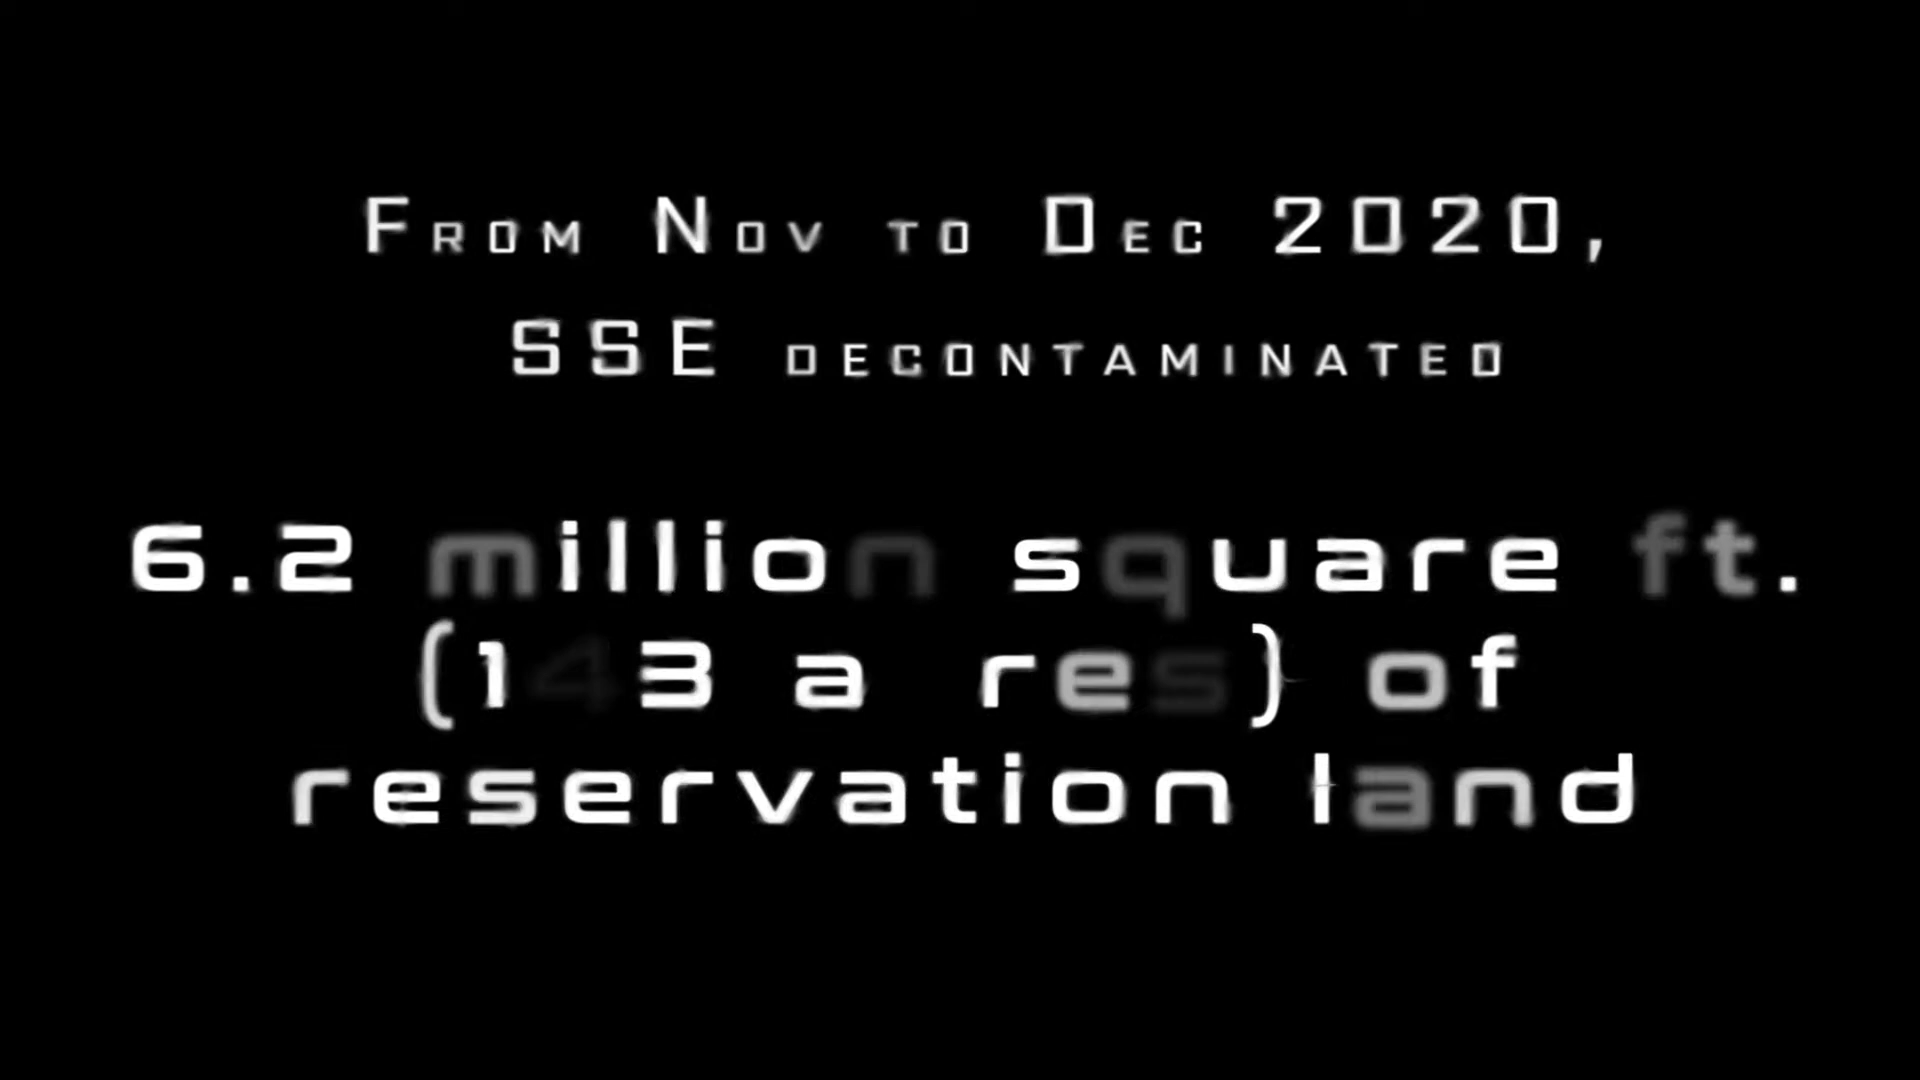 From Nov to Dec 2020,
SSE decontaminated
6.2 million square ft.
(143 a res) of
reservation land